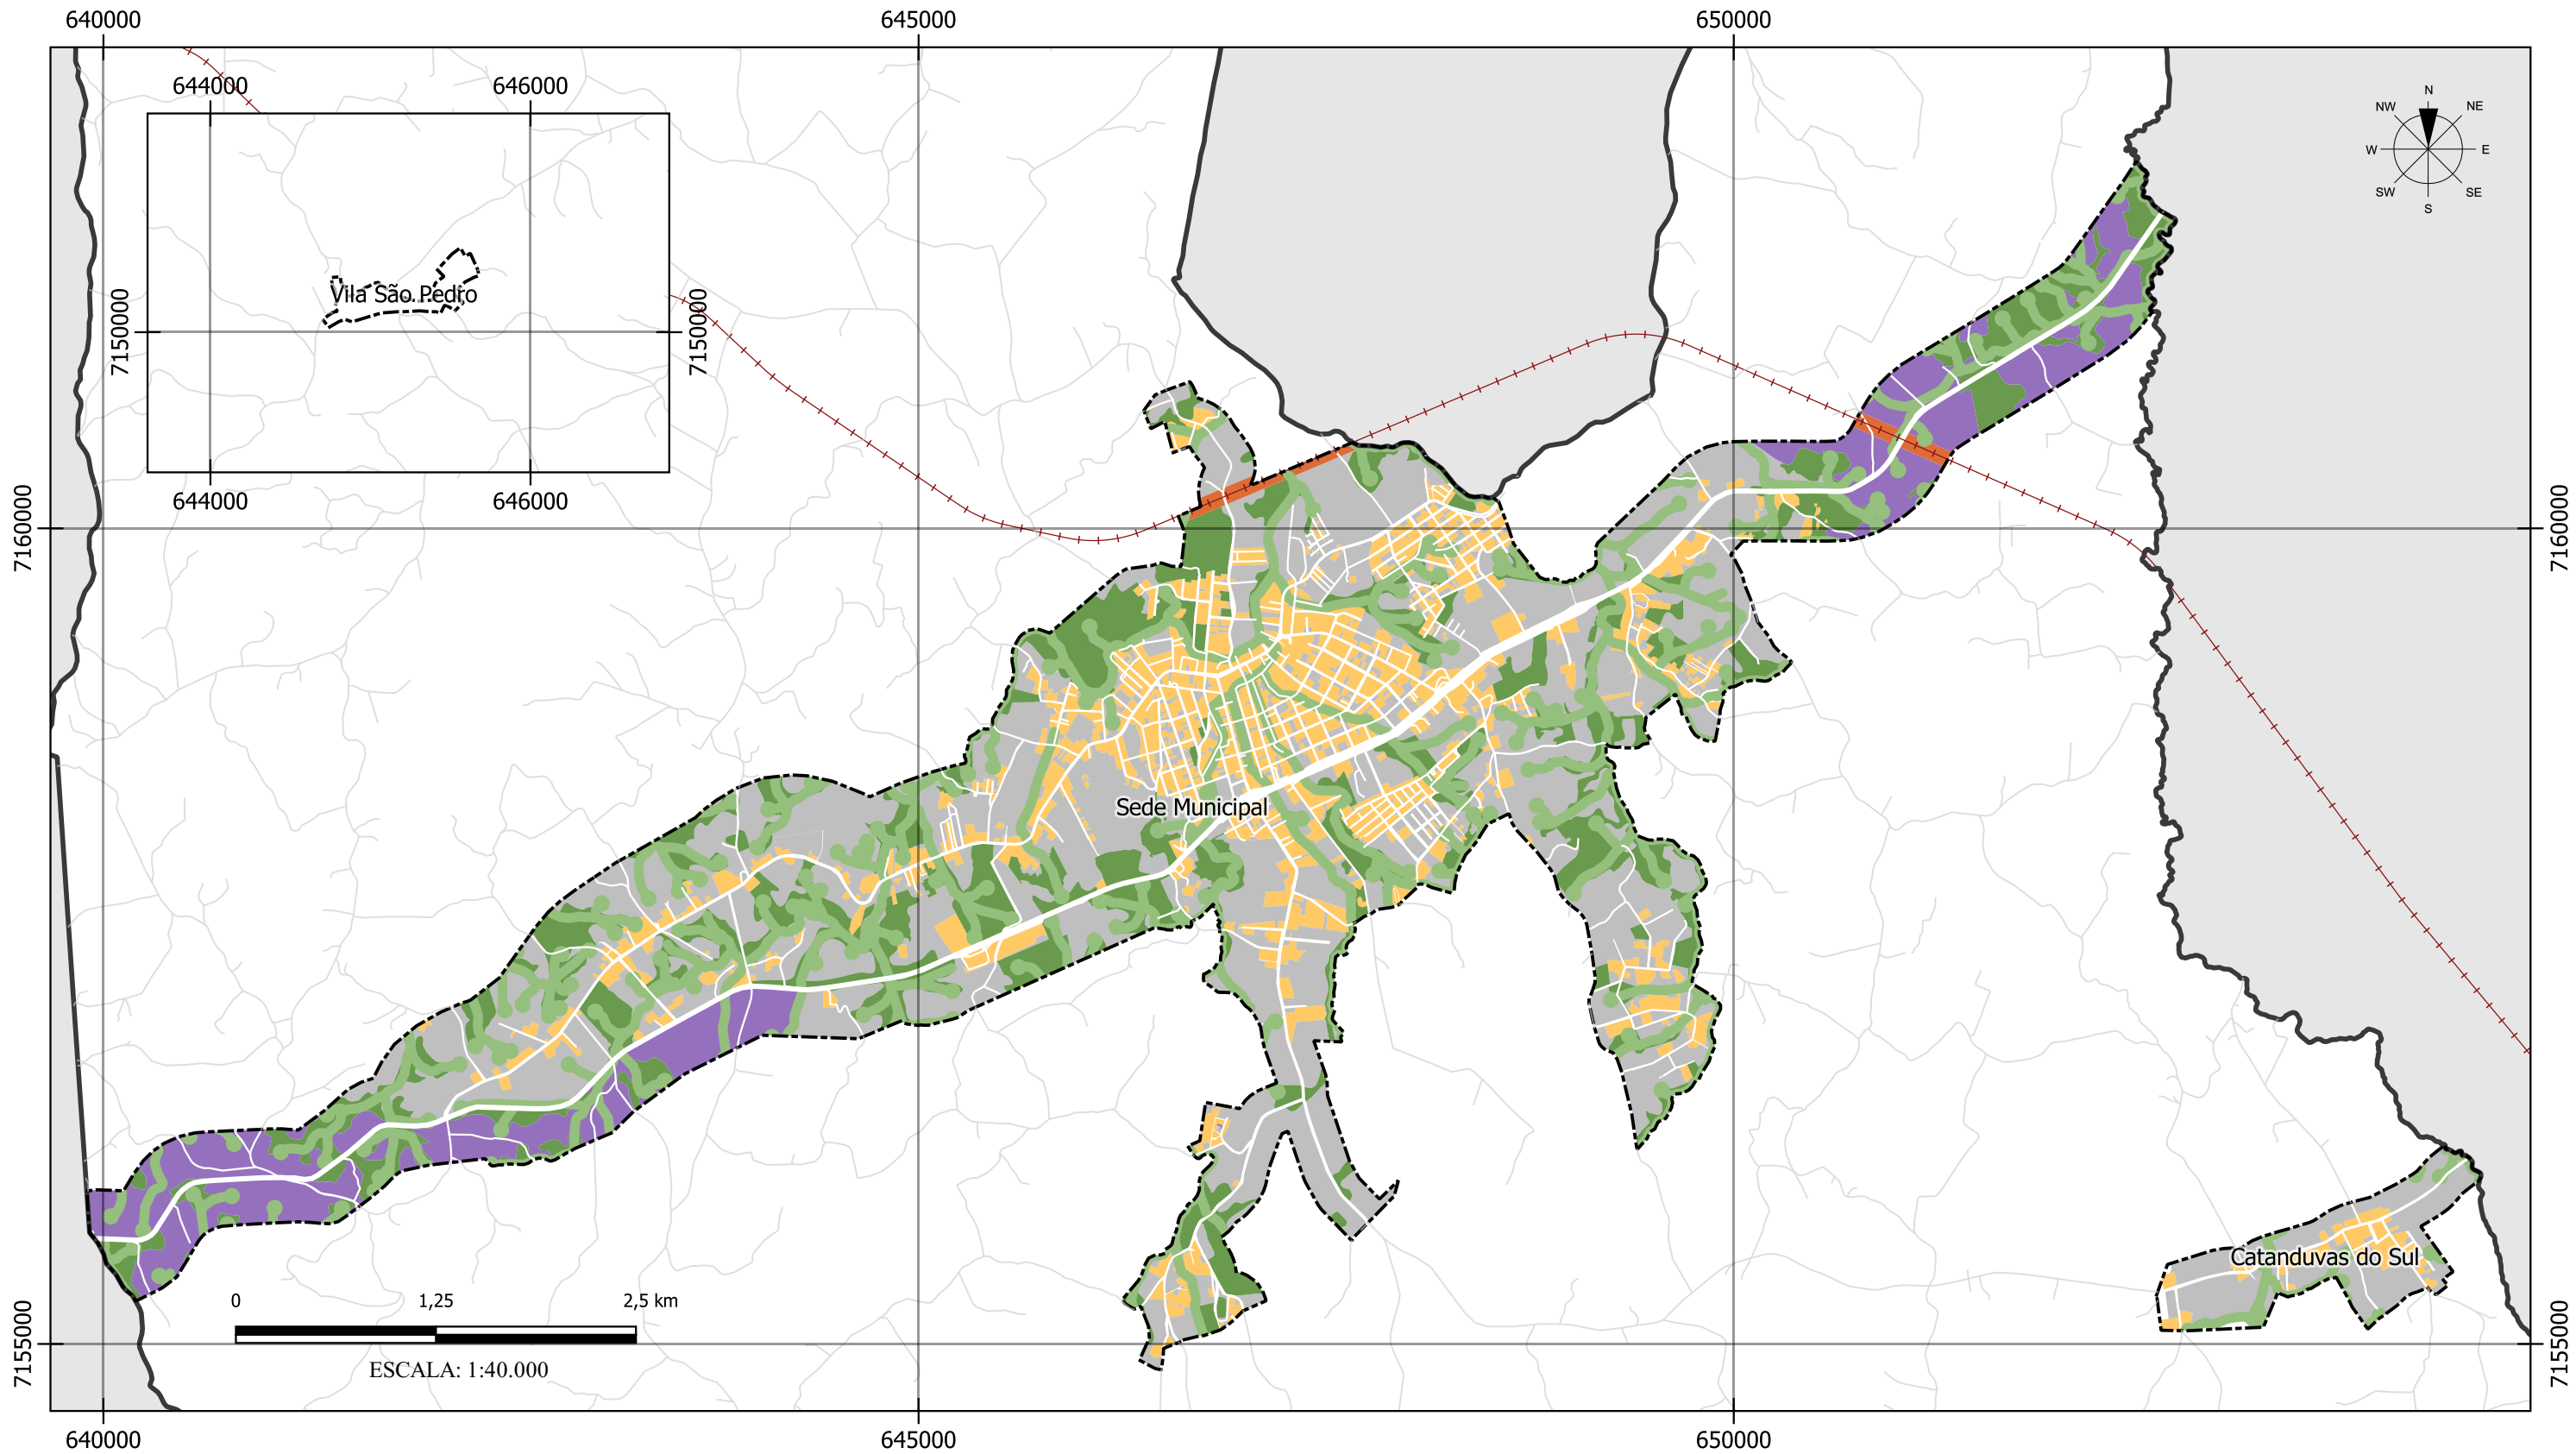 640000
645000
650000
644000
646000
7150000
7150000
Vila São Pedro
644000
646000
N
NW
NE
W
E
SW
SE
S
7160000
7160000
Sede Municipal
Catanduvas do Sul
0
1,25
2,5 km
ESCALA: 1:40.000
7155000
7155000
640000
645000
650000